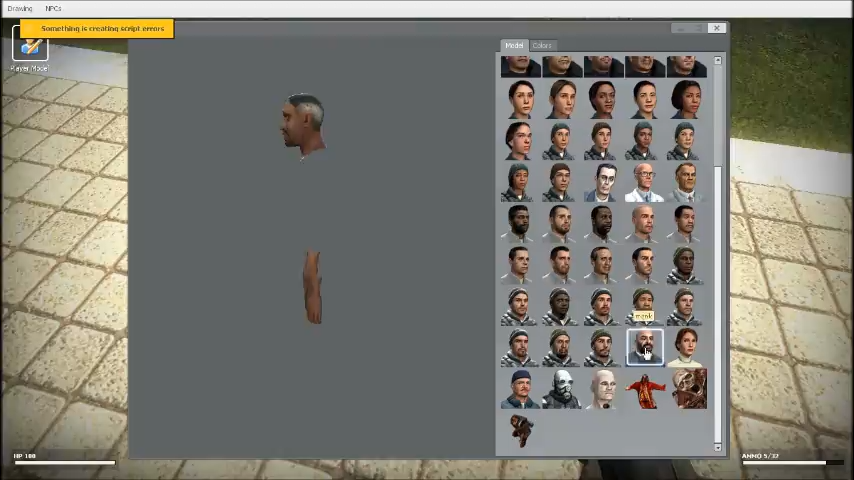 Drawing NPCs
Something is creating script errors
Player Model
Model Colors
monk
HP 100
AMMO 5/32